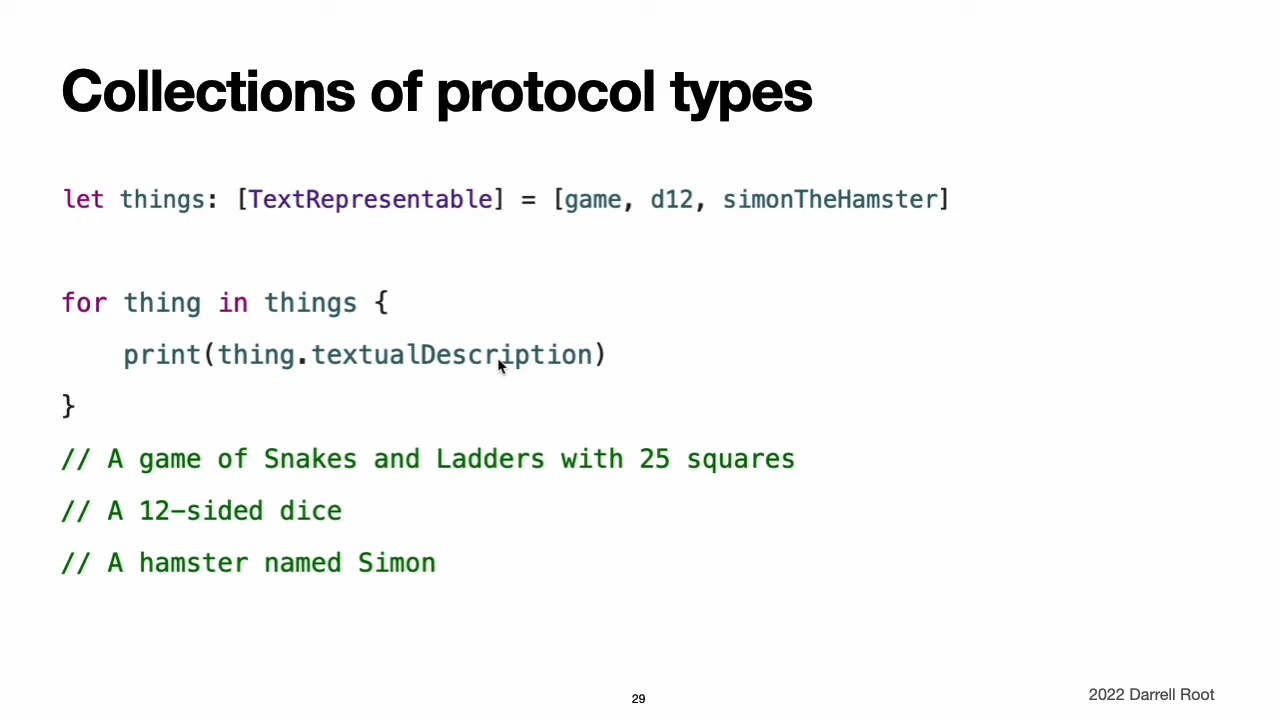 Collections of protocol types
let things: [TextRepresentable] = [game, d12, simonTheHamster]
for thing in things {
    print(thing.textualDescription)
}
// A game of Snakes and Ladders with 25 squares
// A 12-sided dice
// A hamster named Simon
29
2022 Darrell Root